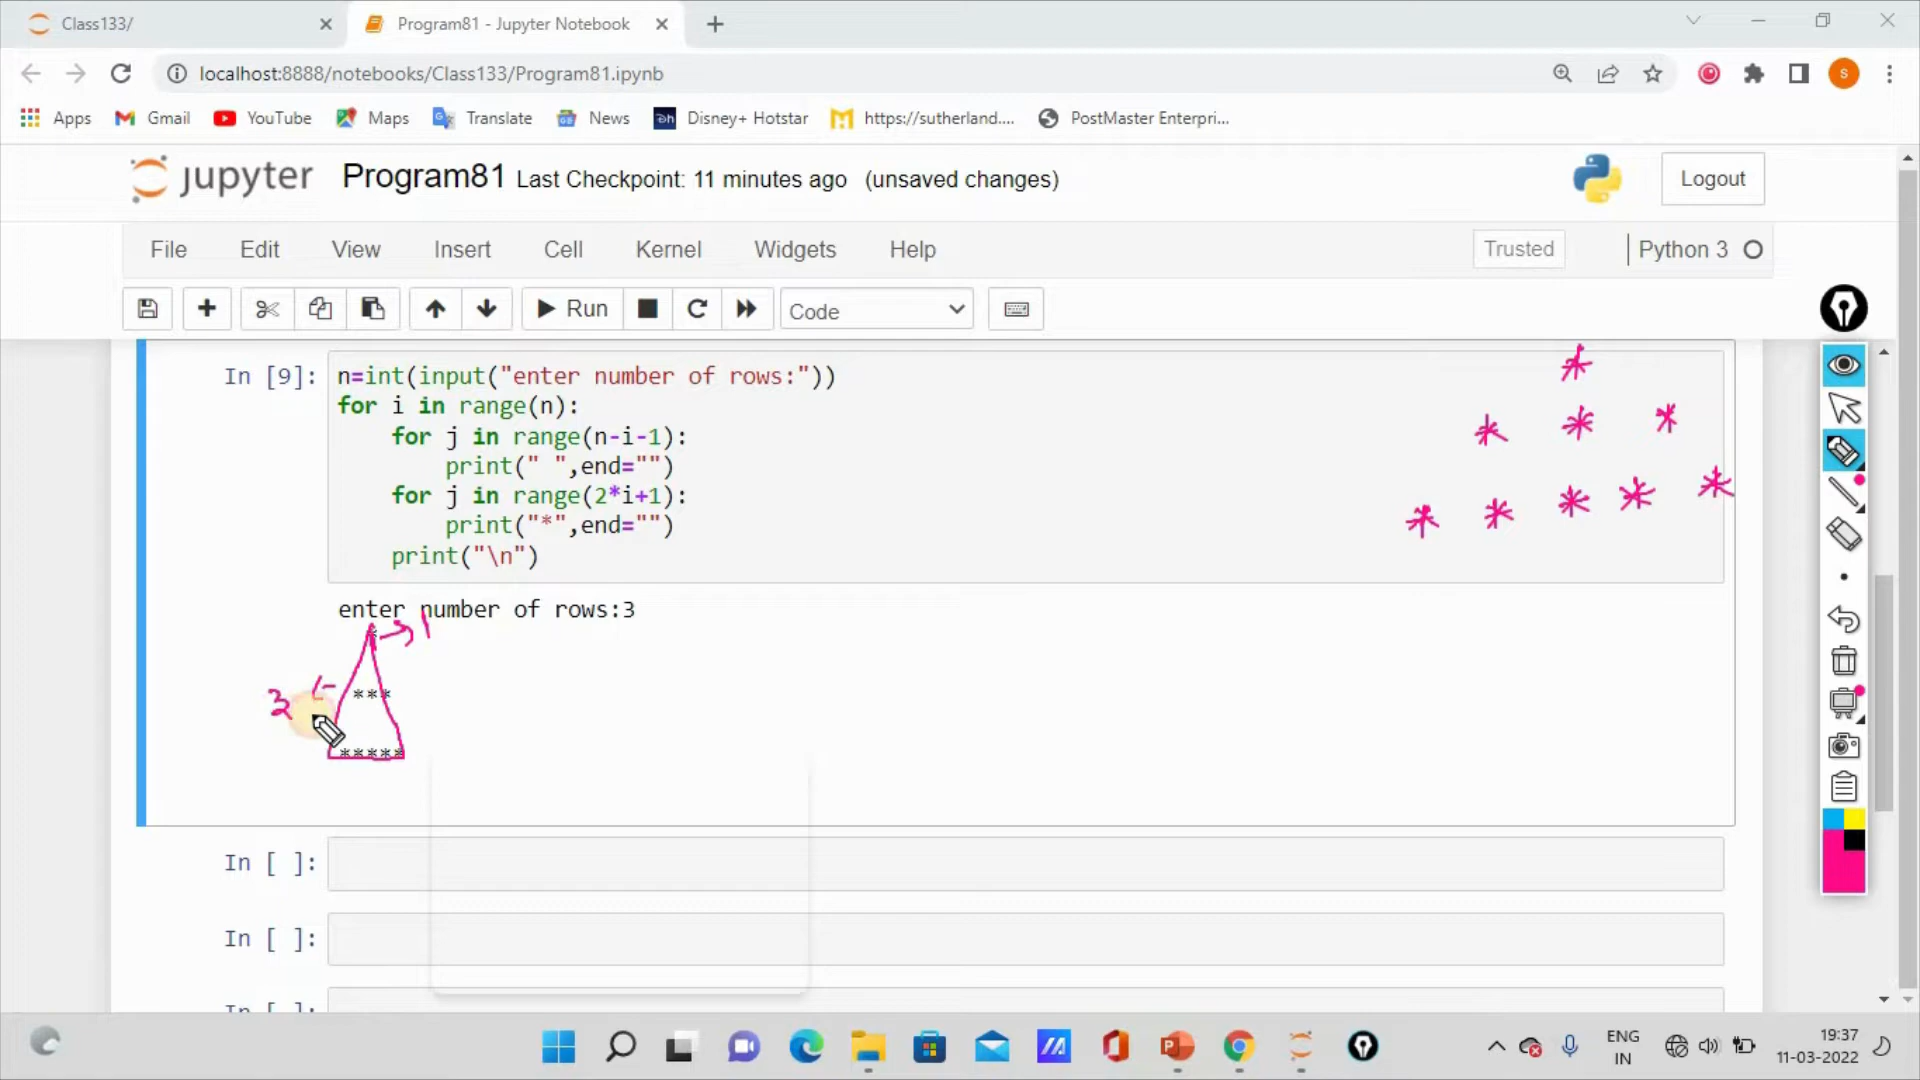 Class133/
Program81 - Jupyter Notebook
localhost:8888/notebooks/Class133/Program81.ipynb
Apps Gmail YouTube Maps Translate News Disney+ Hotstar https://sutherland.... PostMaster Enterpri...
jupyter Program81 Last Checkpoint: 11 minutes ago (unsaved changes)
Logout
File Edit View Insert Cell Kernel Widgets Help
Trusted Python 3
Run Code
In [9]: n=int(input("enter number of rows:"))
for i in range(n):
    for j in range(n-i-1):
        print(" ",end="")
    for j in range(2*i+1):
        print("*",end="")
    print("\n")
*
* * *
* * * * *
enter number of rows:3
  * → 1
3 ***
*****
In [ ]:
In [ ]:
In [ ]:
S
ENG
IN
19:37
11-03-2022